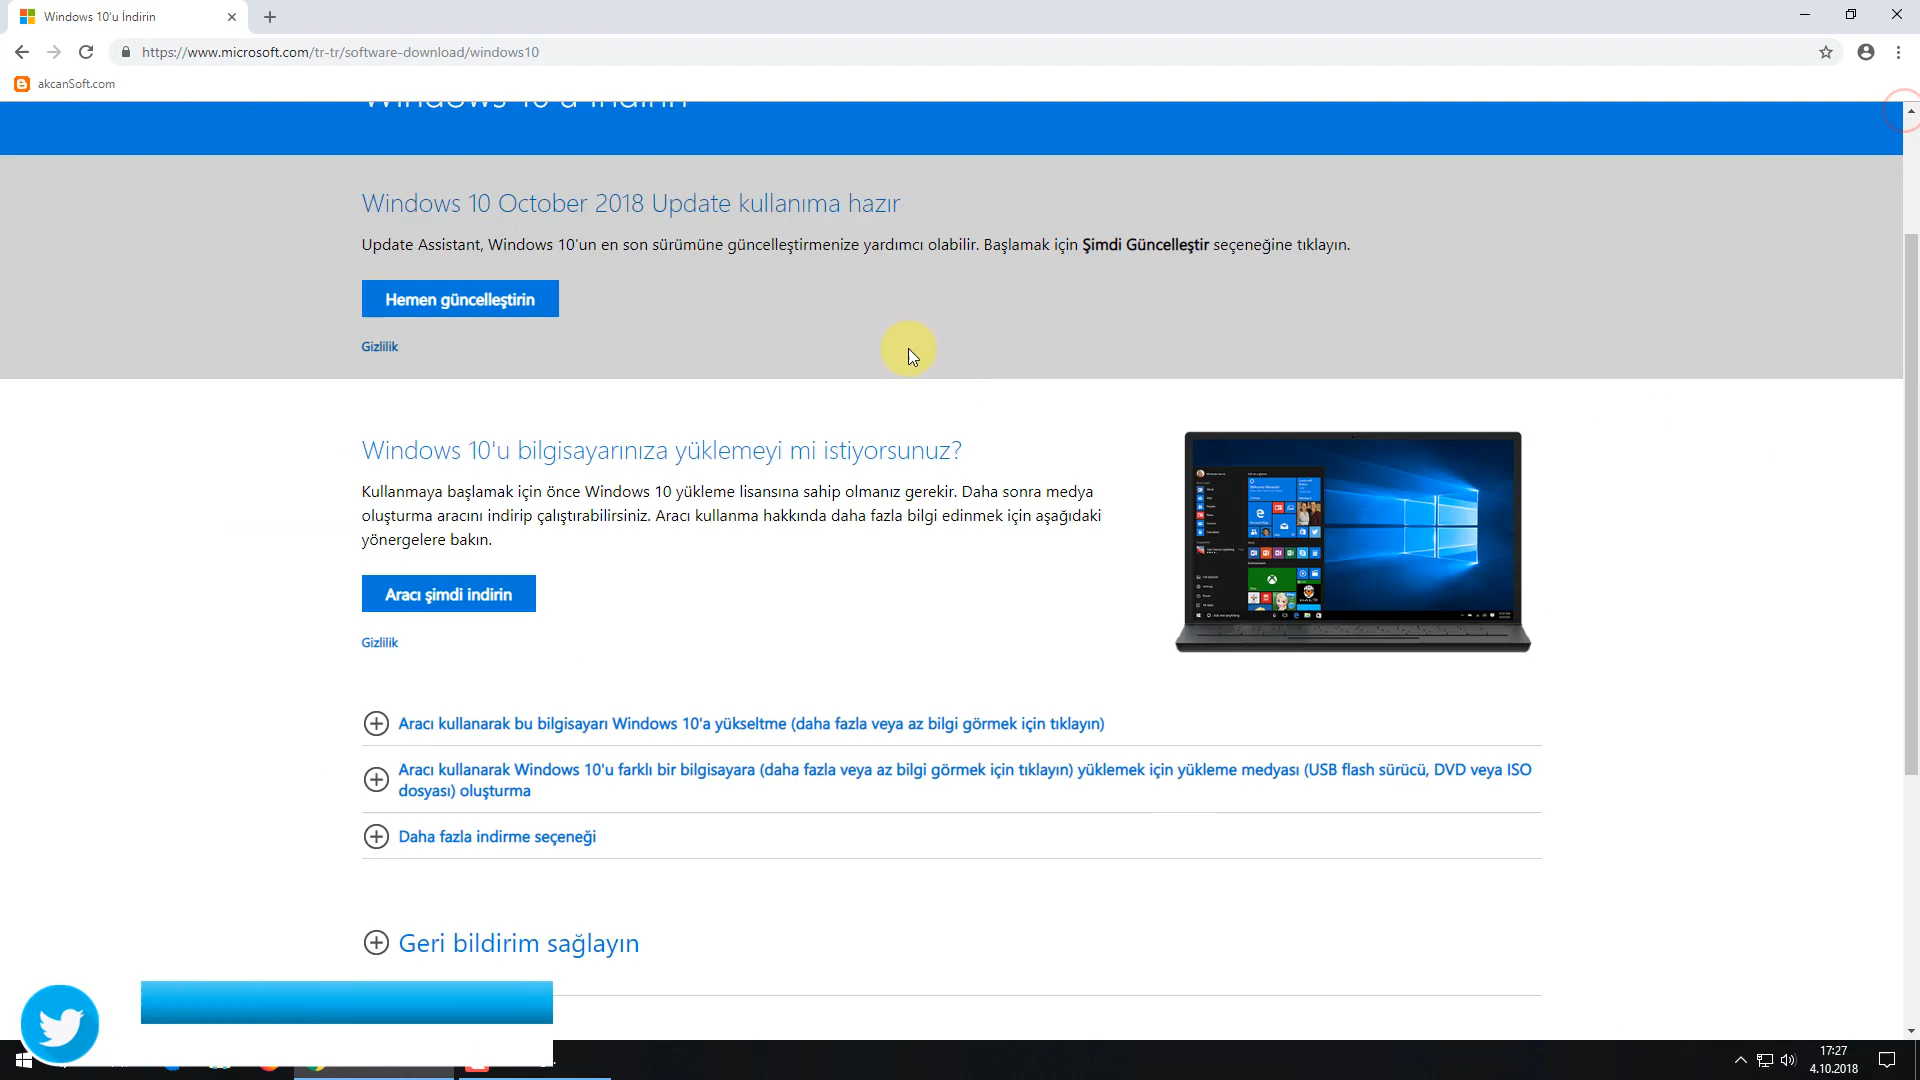 Windows 10'u İndirin
https://www.microsoft.com/tr-tr/software-download/windows10
akcanSoft.com
Windows 10'u İndirin
Windows 10 October 2018 Update kullanıma hazır
Update Assistant, Windows 10'un en son sürümüne güncelleştirmenize yardımcı olabilir. Başlamak için Şimdi Güncelleştir seçeneğine tıklayın.
Hemen güncelleştirin
Gizlilik
Windows 10'u bilgisayarınıza yüklemeyi mi istiyorsunuz?
Kullanmaya başlamak için önce Windows 10 yükleme lisansına sahip olmanız gerekir. Daha sonra medya
oluşturma aracını indirip çalıştırabilirsiniz. Aracı kullanma hakkında daha fazla bilgi edinmek için aşağıdaki
yönergelere bakın.
Aracı şimdi indirin
Gizlilik
Aracı kullanarak bu bilgisayarı Windows 10'a yükseltme (daha fazla veya az bilgi görmek için tıklayın)
Aracı kullanarak Windows 10'u farklı bir bilgisayara (daha fazla veya az bilgi görmek için tıklayın) yüklemek için yükleme medyası (USB flash sürücü, DVD veya ISO
dosyası) oluşturma
Daha fazla indirme seçeneği
Geri bildirim sağlayın
17:27
4.10.2018